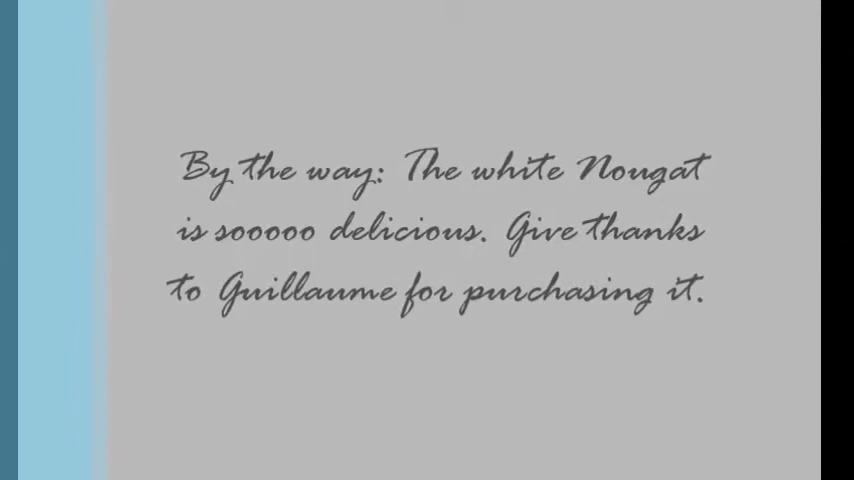 By the way: The white Nougat
is sooooo delicious. Give thanks
to Guillaume for purchasing it.